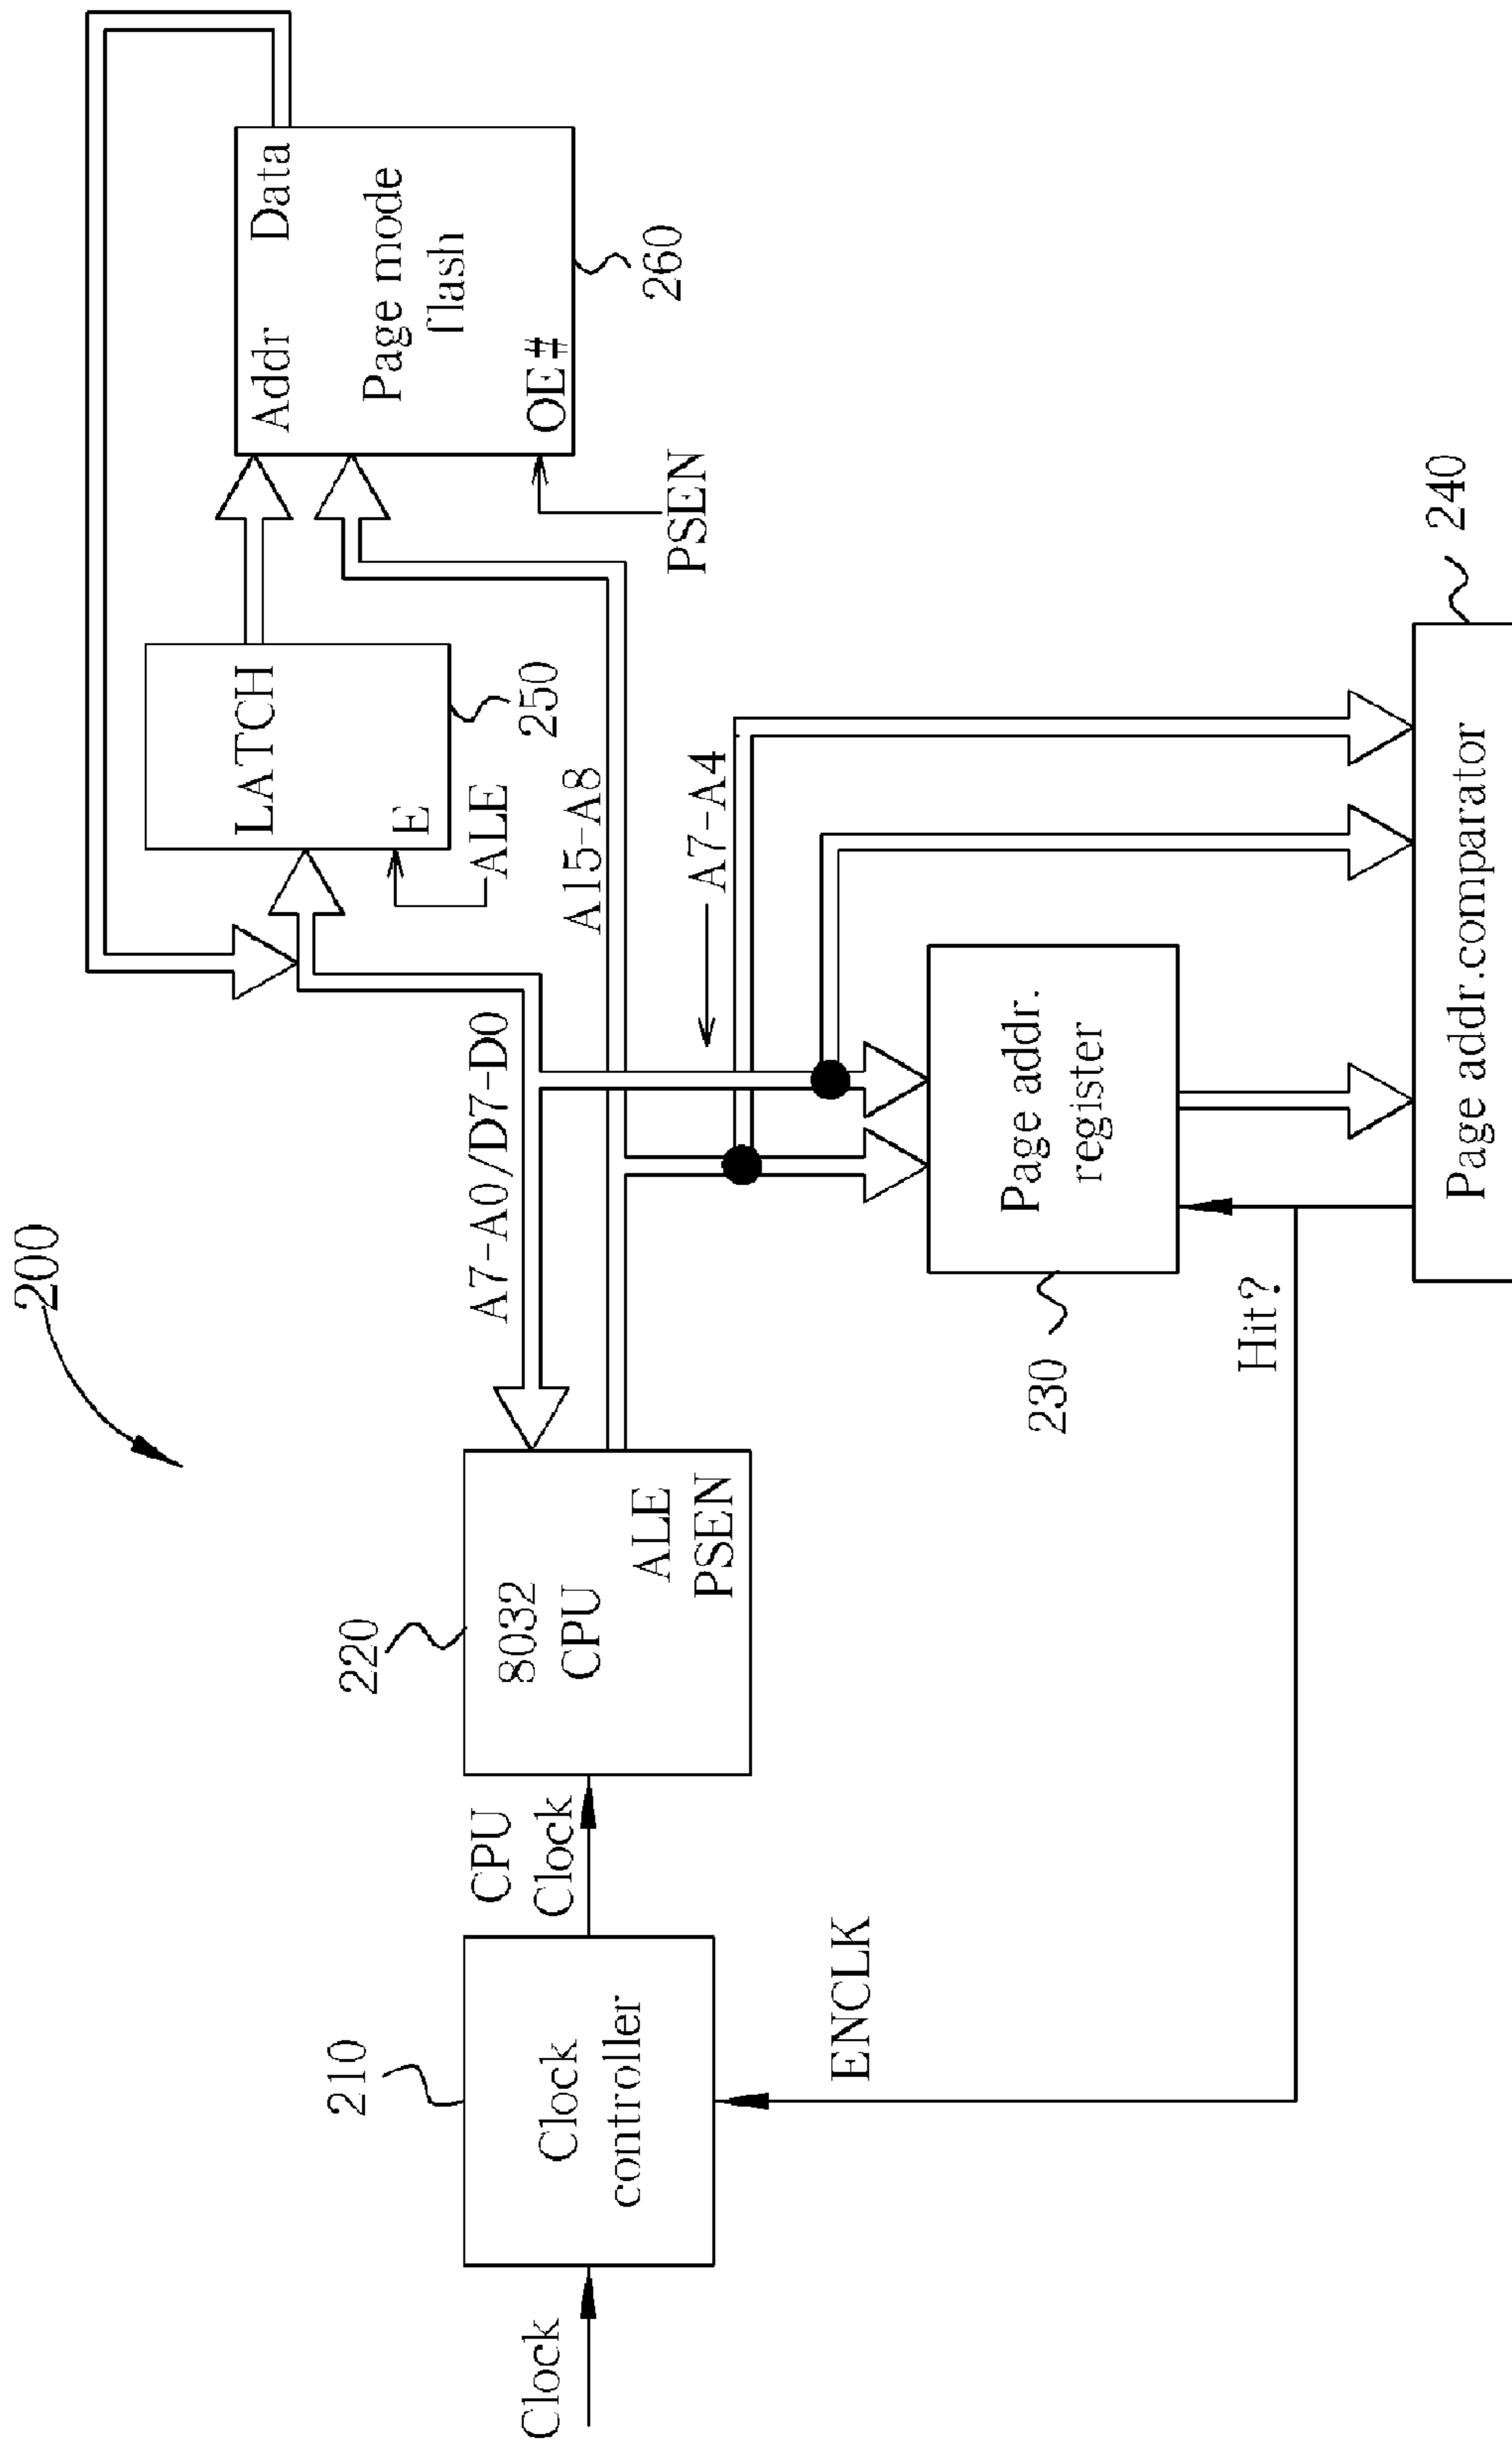 200
Clock
210
Clock
controller
CPU
Clock
ENCLK
220
8032
CPU
ALE
PSEN
A7-A0/D7-D0
A15-A8
A7-A4
LATCH
E
250
ALE
Addr Data
Page mode
flash
OE#
260
PSEN
Page addr.
register
230
Hit?
Page addr.comparator
240